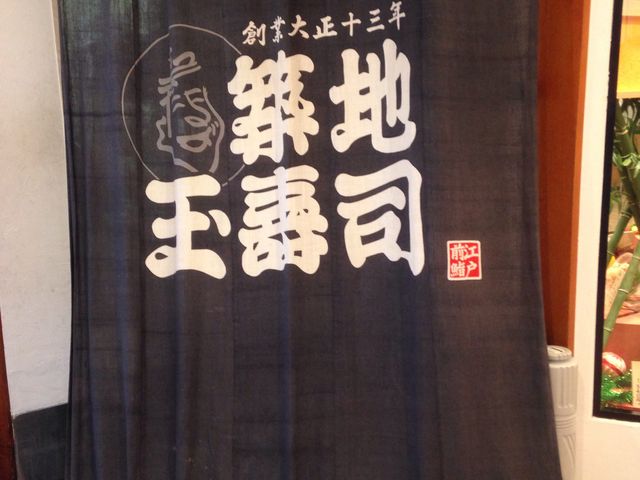 創業大正十三年
築地
玉壽司
江戸
前鮨